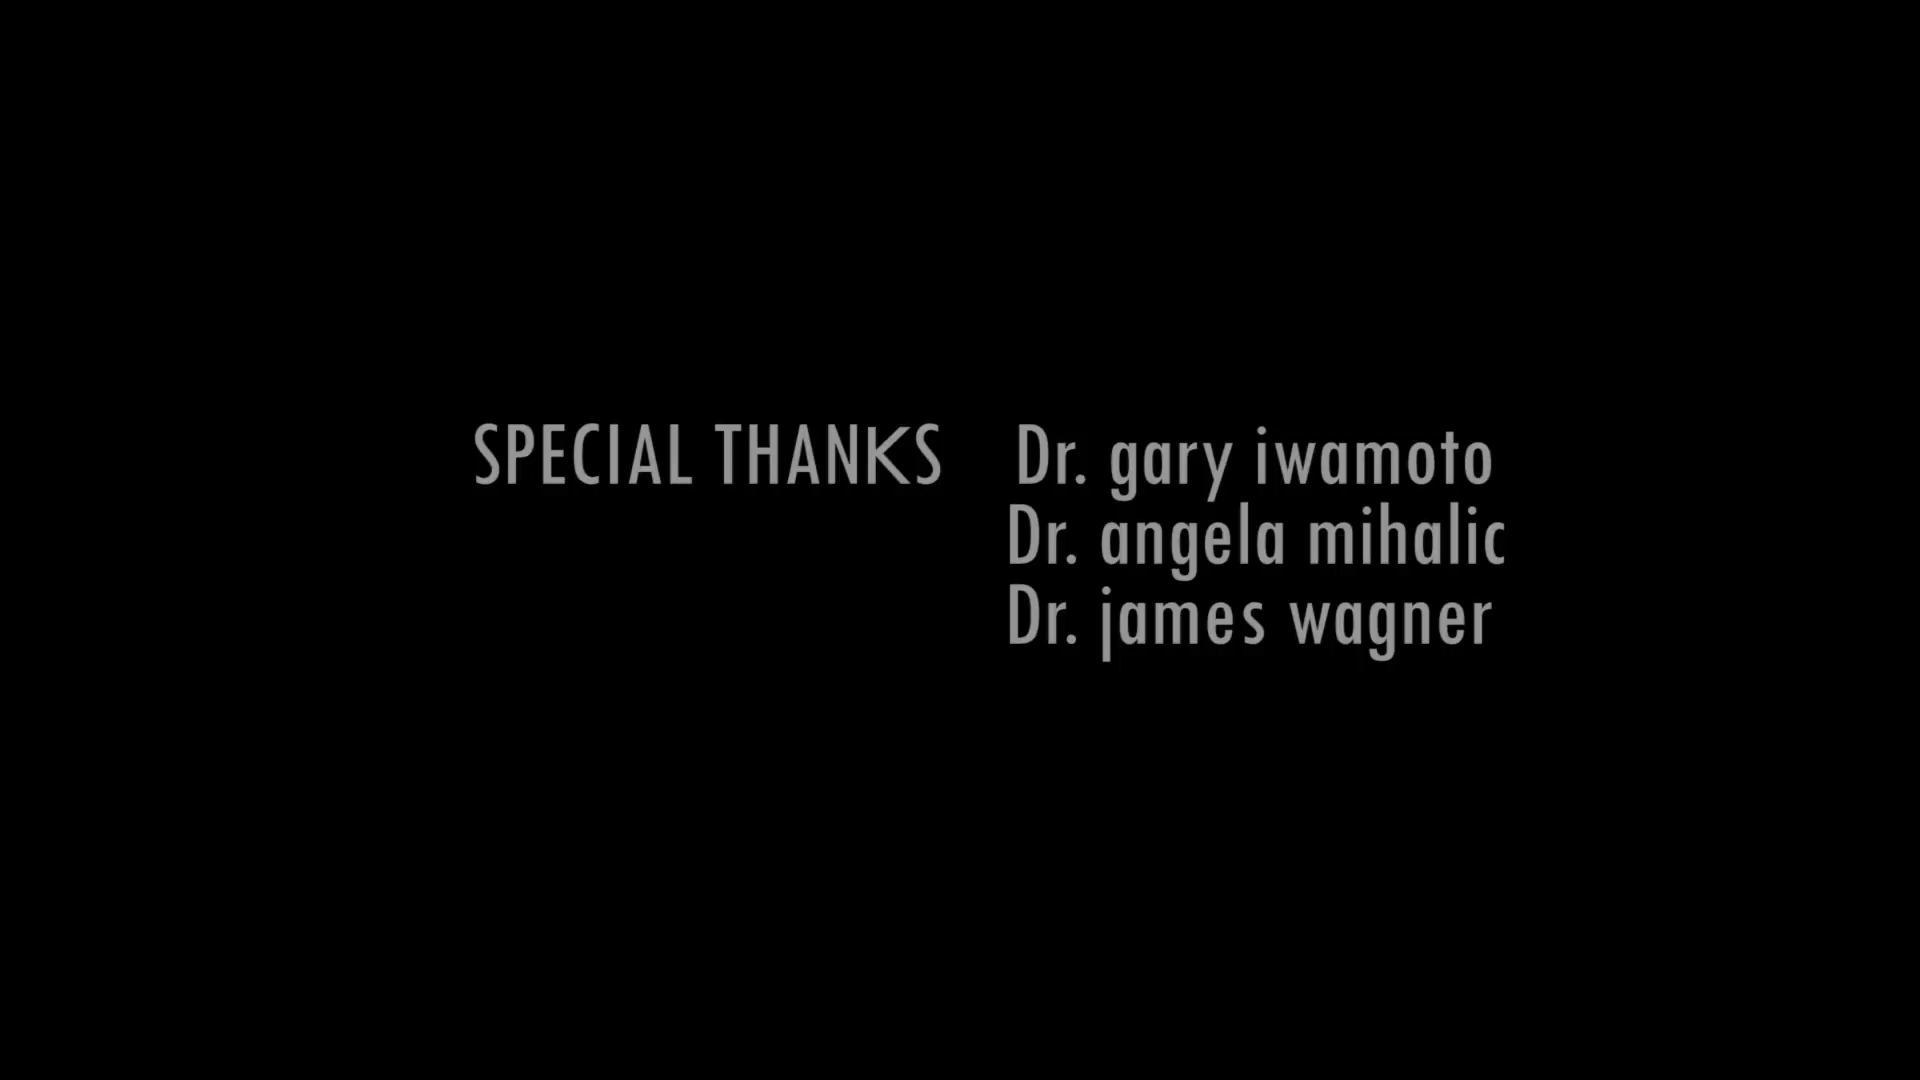 SPECIAL THANKS Dr. gary iwamoto
Dr. angela mihalic
Dr. james wagner